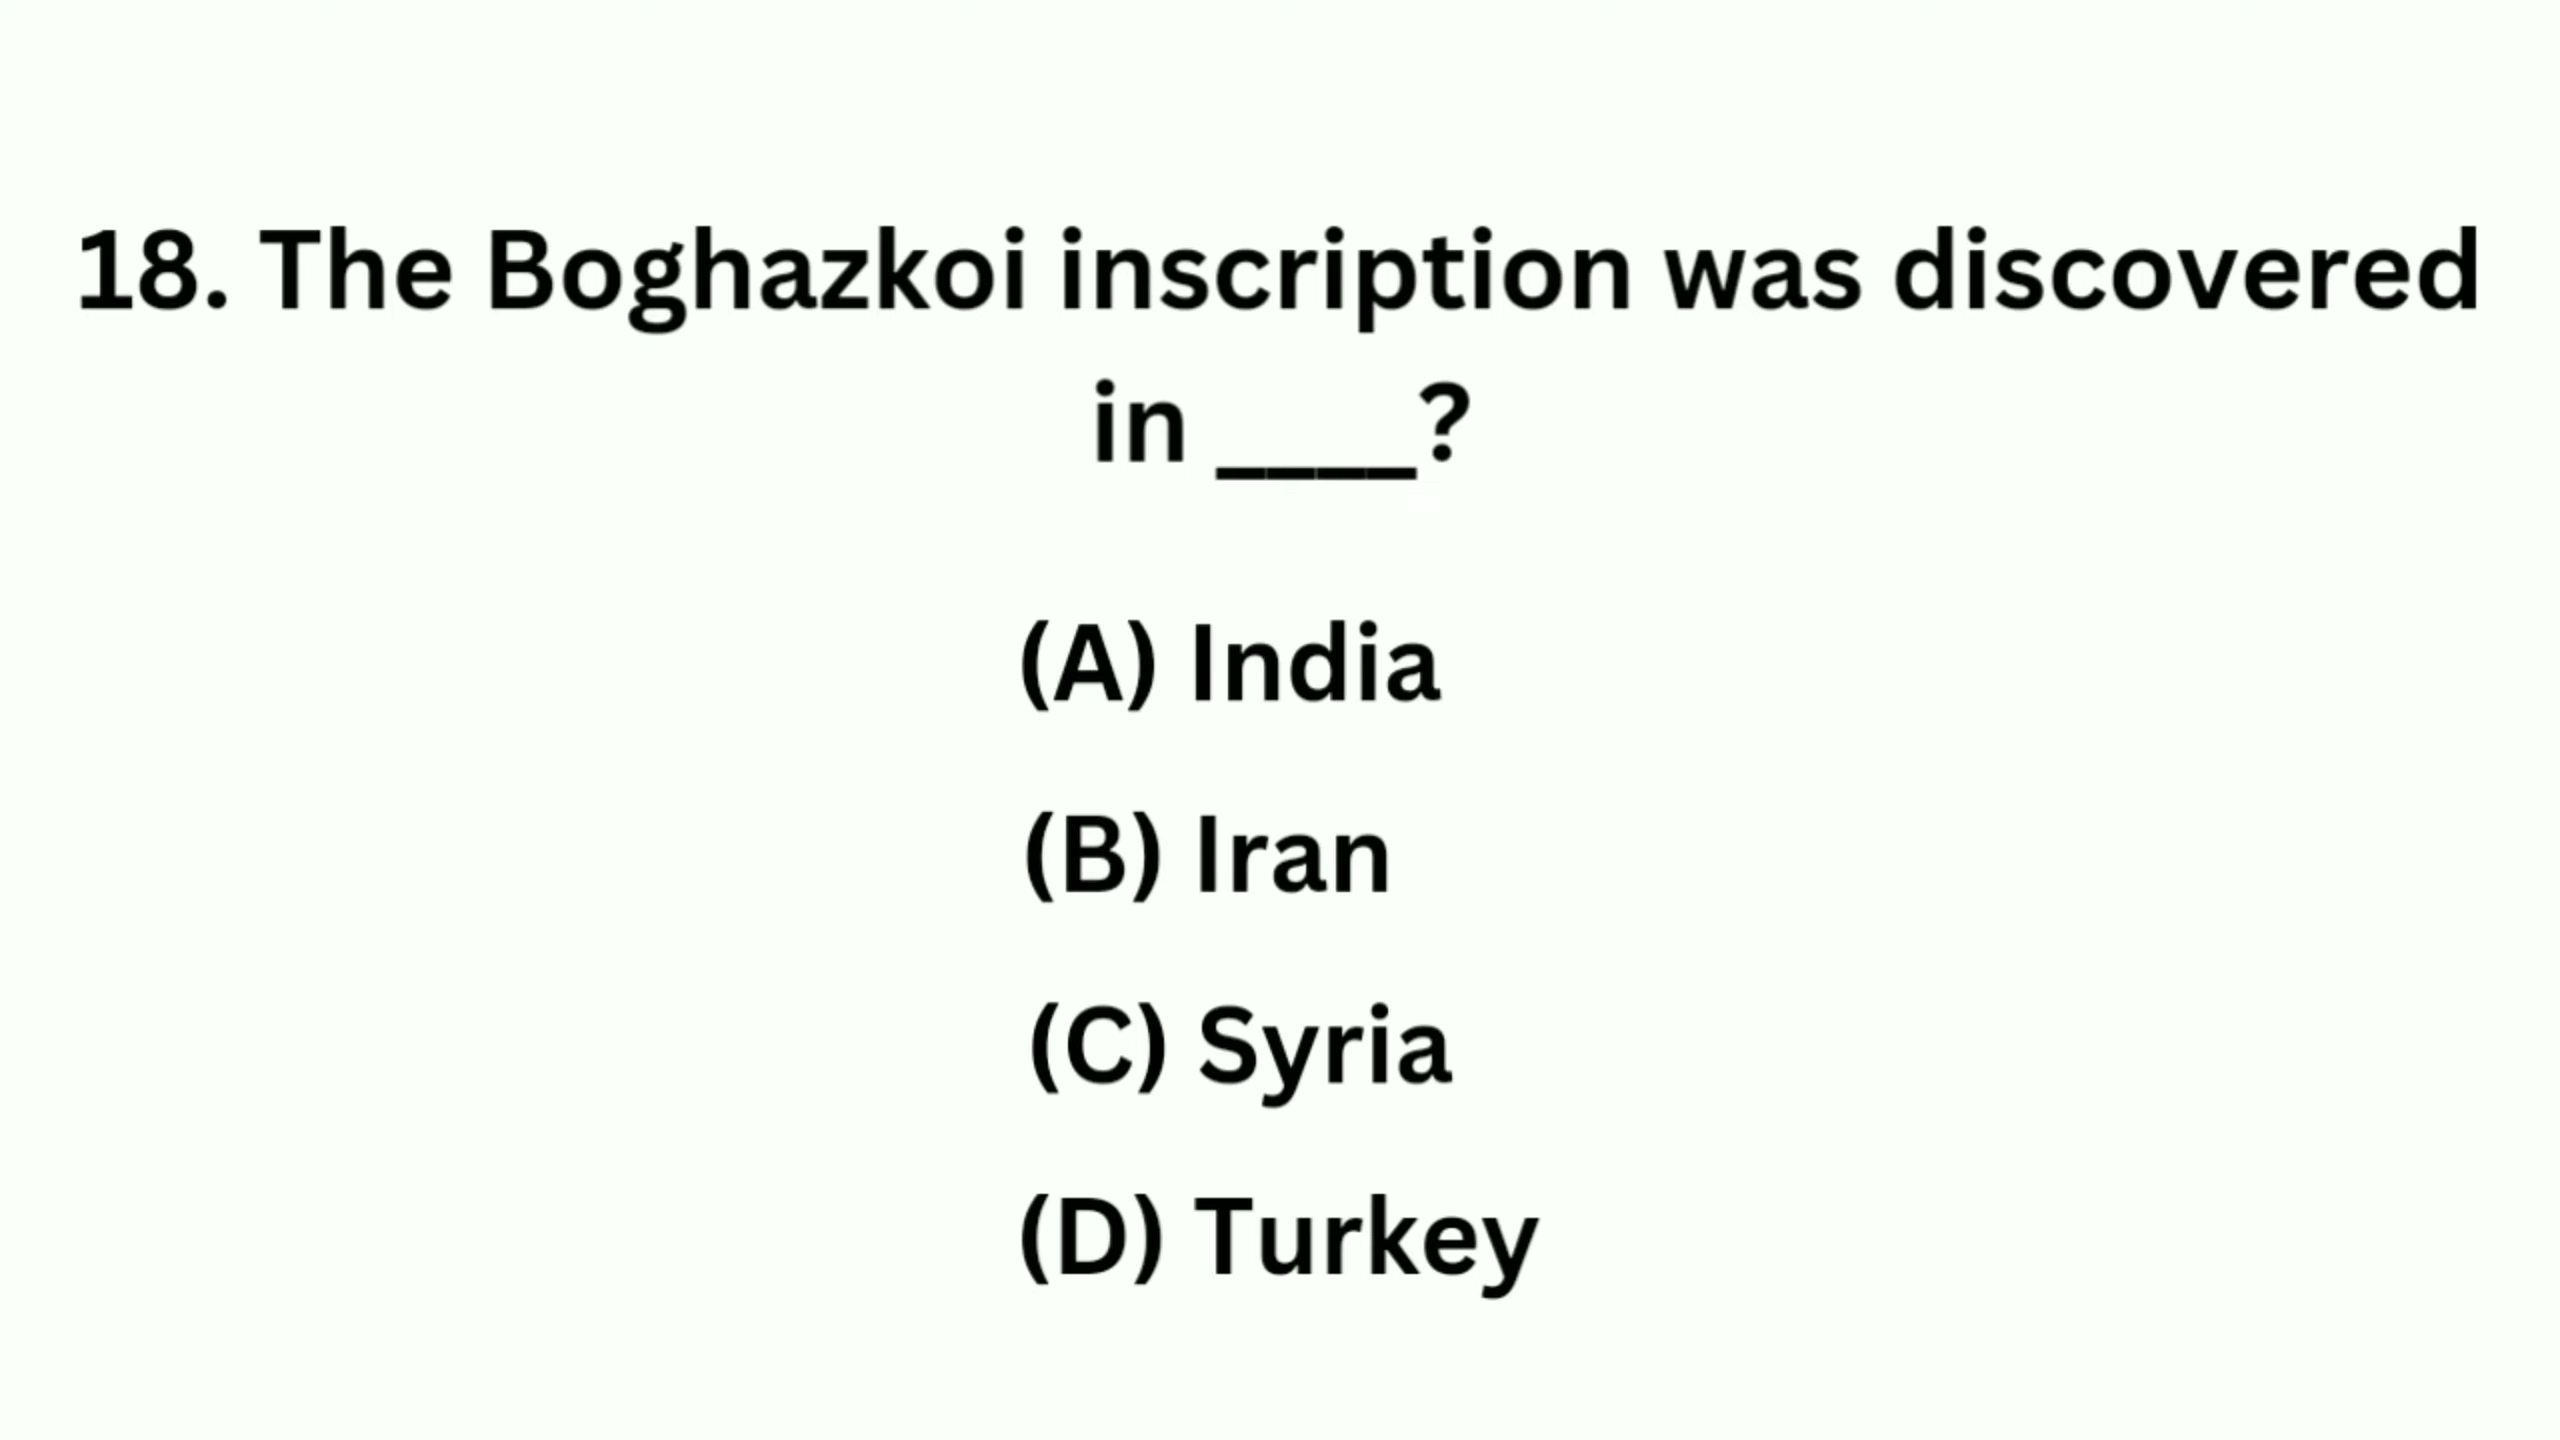 18. The Boghazkoi inscription was discovered
in ____?
(A) India
(B) Iran
(C) Syria
(D) Turkey